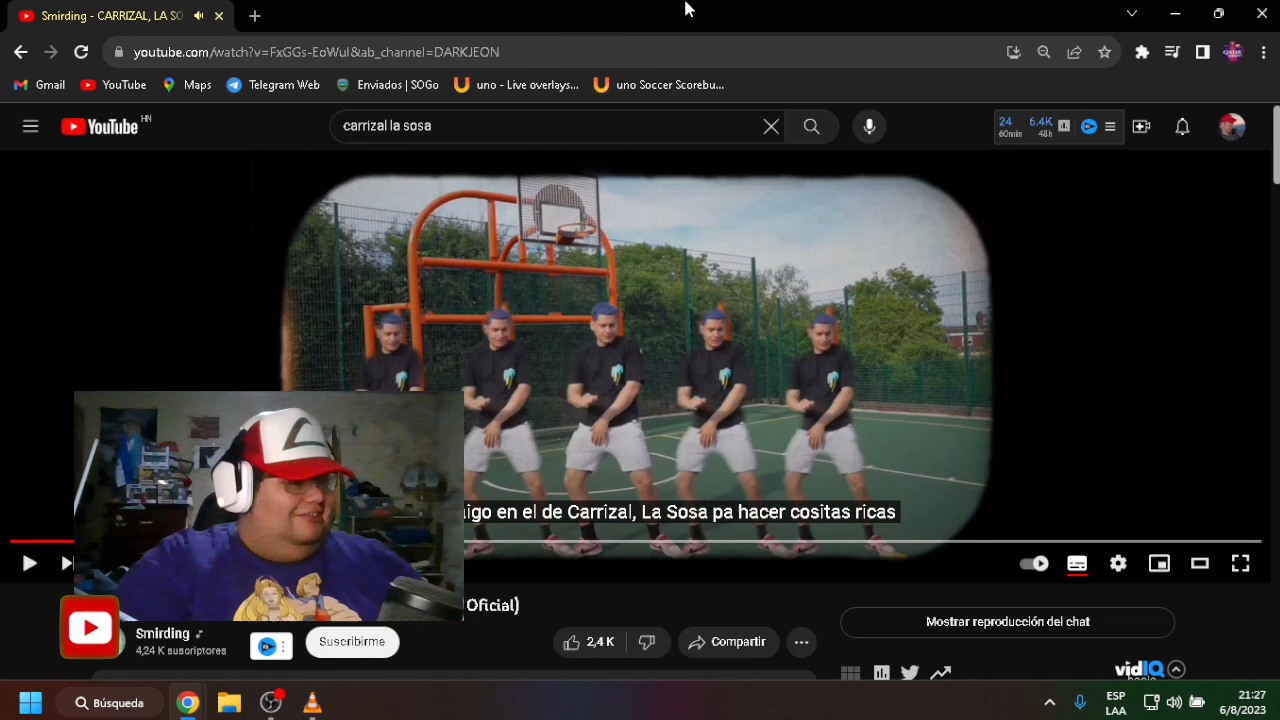 Smirding - CARRIZAL, LA SO
youtube.com/watch?v=FxGGs-EoWuI&ab_channel=DARKJEON
Gmail
YouTube
Maps
Telegram Web
Enviados | SOGo
uno - Live overlays...
uno Soccer Scorebu...
YouTube HN
carrizal la sosa
24 6.4K
60min 48h
en el de Carrizal, La Sosa pa hacer cositas ricas
Oficial)
Smirding
4,24 K suscriptores
Suscribirme
2,4 K
Compartir
Mostrar reproducción del chat
vidIQ
Búsqueda
ESP
LAA
21:27
6/8/2023